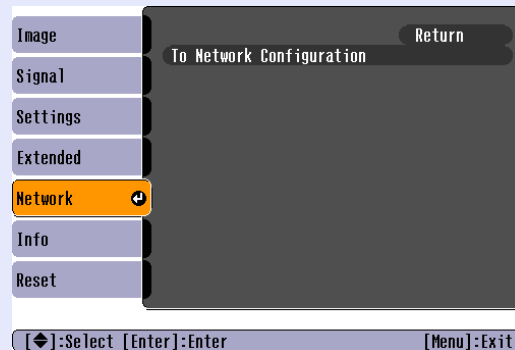 Image
Signal
Settings
Extended
Network
Info
Reset
Return
To Network Configuration
[◆]:Select [Enter]:Enter [Menu]:Exit